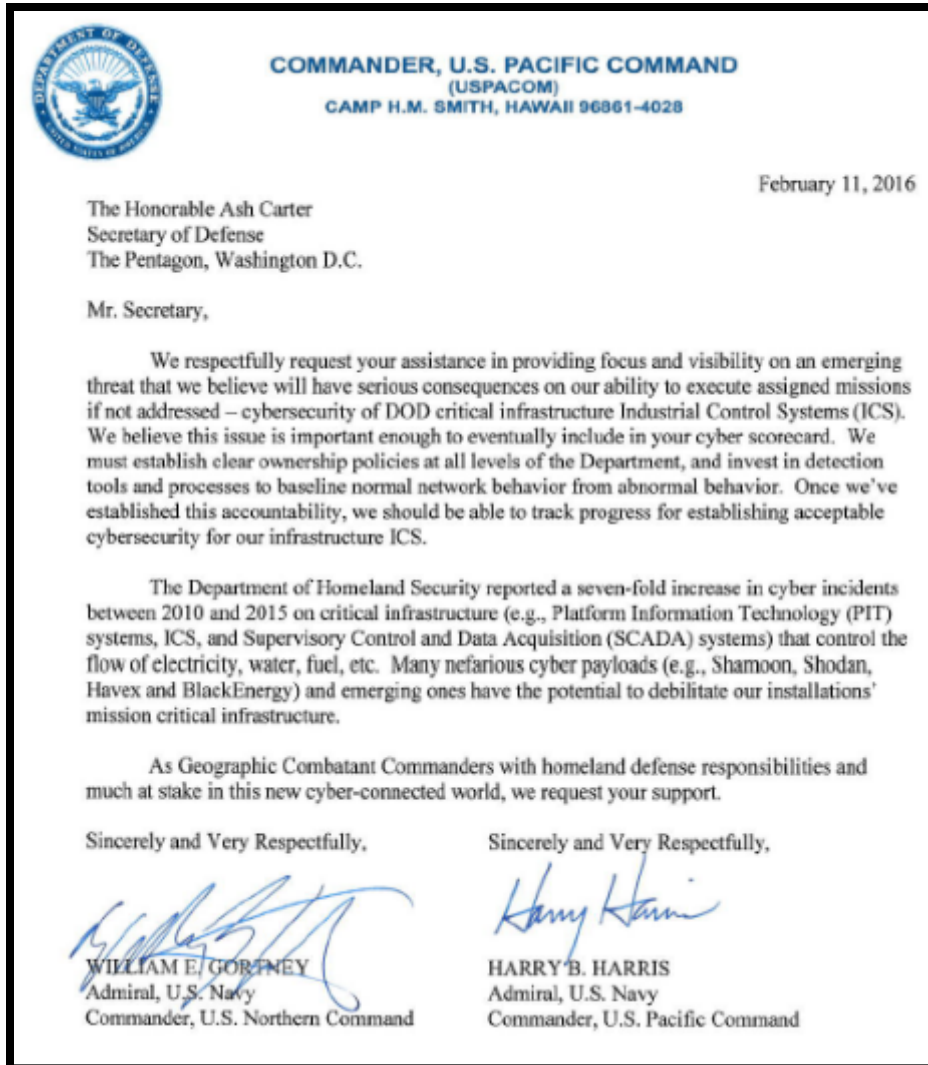 DEPARTMENT OF DEFENSE
UNITED STATES OF AMERICA
COMMANDER, U.S. PACIFIC COMMAND
(USPACOM)
CAMP H.M. SMITH, HAWAII 96861-4028
February 11, 2016
The Honorable Ash Carter
Secretary of Defense
The Pentagon, Washington D.C.
Mr. Secretary,
We respectfully request your assistance in providing focus and visibility on an emerging
threat that we believe will have serious consequences on our ability to execute assigned missions
if not addressed – cybersecurity of DOD critical infrastructure Industrial Control Systems (ICS).
We believe this issue is important enough to eventually include in your cyber scorecard. We
must establish clear ownership policies at all levels of the Department, and invest in detection
tools and processes to baseline normal network behavior from abnormal behavior. Once we've
established this accountability, we should be able to track progress for establishing acceptable
cybersecurity for our infrastructure ICS.
The Department of Homeland Security reported a seven-fold increase in cyber incidents
between 2010 and 2015 on critical infrastructure (e.g., Platform Information Technology (PIT)
systems, ICS, and Supervisory Control and Data Acquisition (SCADA) systems) that control the
flow of electricity, water, fuel, etc. Many nefarious cyber payloads (e.g., Shamoon, Shodan,
Havex and BlackEnergy) and emerging ones have the potential to debilitate our installations'
mission critical infrastructure.
As Geographic Combatant Commanders with homeland defense responsibilities and
much at stake in this new cyber-connected world, we request your support.
Sincerely and Very Respectfully,
WILLIAM E. GORTNEY
Admiral, U.S. Navy
Commander, U.S. Northern Command
Sincerely and Very Respectfully,
Harry Harris
HARRY B. HARRIS
Admiral, U.S. Navy
Commander, U.S. Pacific Command